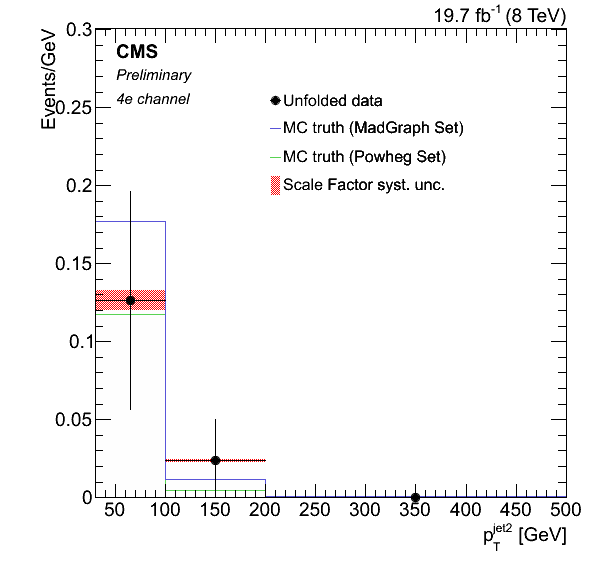 19.7 fb⁻¹ (8 TeV)
Events/GeV
0.3
CMS
Preliminary
4e channel
0.25
Unfolded data
MC truth (MadGraph Set)
MC truth (Powheg Set)
Scale Factor syst. unc.
0.2
0.15
0.1
0.05
0
50 100 150 200 250 300 350 400 450 500
p_T^jet2 [GeV]